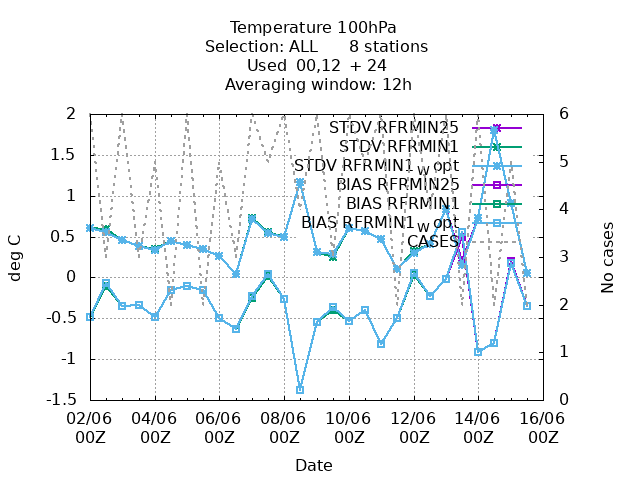 Temperature 100hPa
Selection: ALL 8 stations
Used 00,12 + 24
Averaging window: 12h
2 6
STDV RFRMIN25
STDV RFRMIN1
1.5 5
STDV RFRMIN1_w_opt
BIAS RFRMIN25
1 4
BIAS RFRMIN1
BIAS RFRMIN1_w_opt
0.5 3
CASES
deg C
No cases
0
-0.5 2
-1 1
-1.5 0
02/06 04/06 06/06 08/06 10/06 12/06 14/06 16/06
00Z 00Z 00Z 00Z 00Z 00Z 00Z 00Z
Date